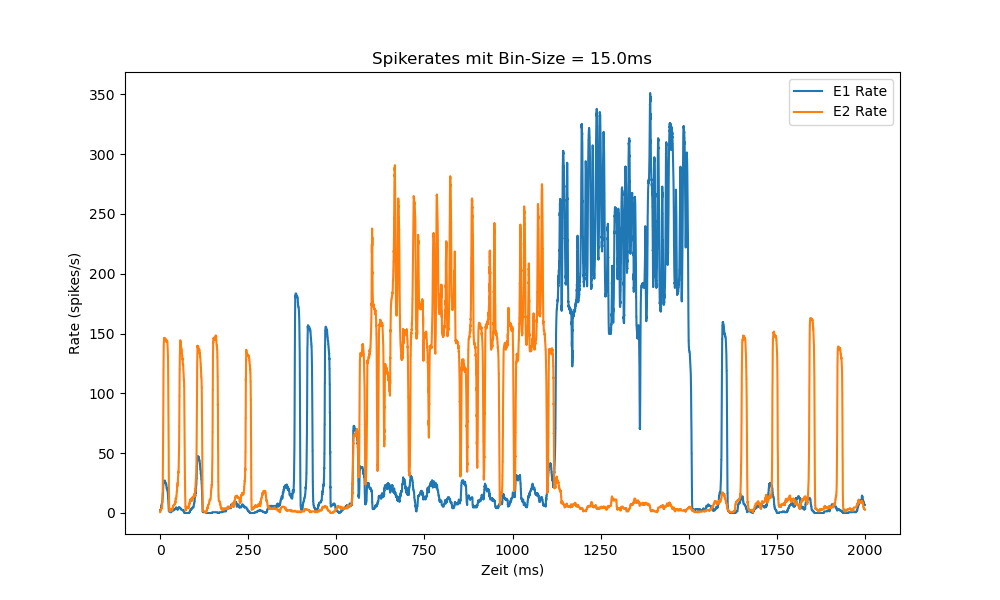 Spikerates mit Bin-Size = 15.0ms
E1 Rate
E2 Rate
Rate (spikes/s)
350
300
250
200
150
100
50
0
0 250 500 750 1000 1250 1500 1750 2000
Zeit (ms)